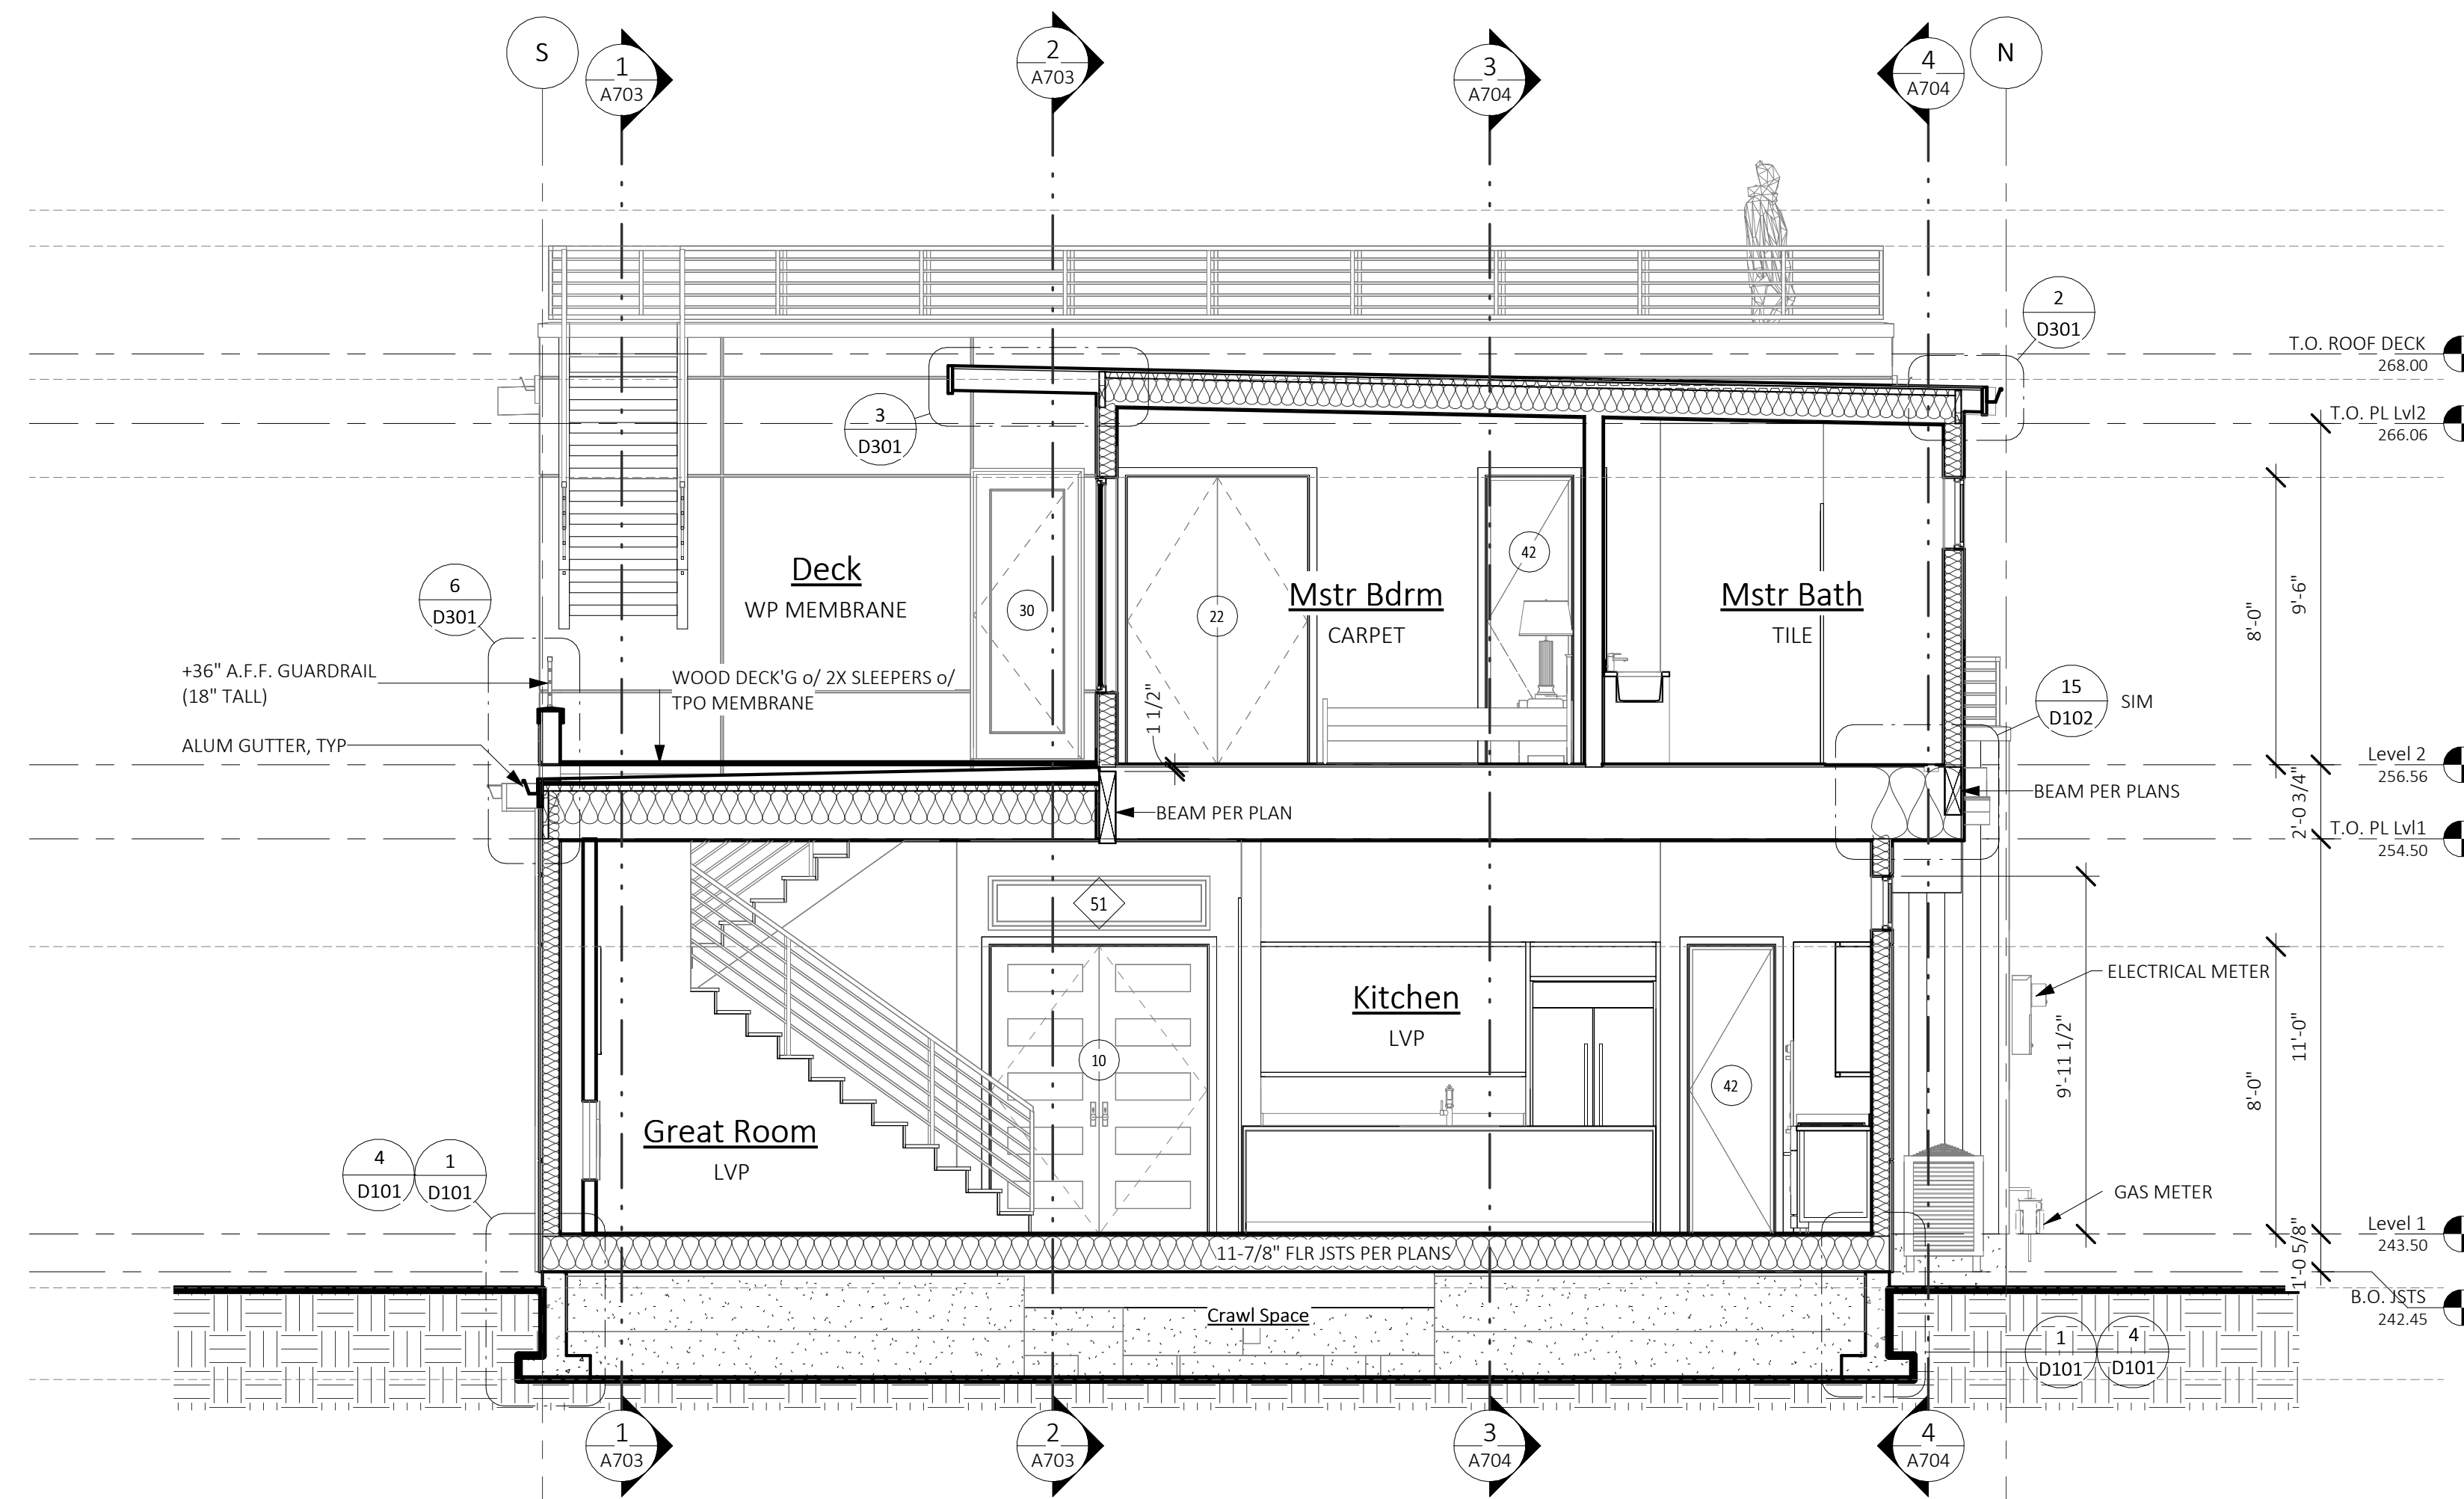 S
1
A703
2
A703
3
A704
4
A704
N
2
D301
T.O. ROOF DECK
268.00
3
D301
T.O. PL Lvl2
266.06
6
D301
Deck
WP MEMBRANE
30
22
Mstr Bdrm
CARPET
42
Mstr Bath
TILE
8'-0"
9'-6"
+36" A.F.F. GUARDRAIL
(18" TALL)
WOOD DECK'G o/ 2X SLEEPERS o/
TPO MEMBRANE
1 1/2"
15
D102
SIM
ALUM GUTTER, TYP
Level 2
256.56
BEAM PER PLAN
BEAM PER PLANS
2'-0 3/4"
T.O. PL Lvl1
254.50
51
ELECTRICAL METER
Kitchen
LVP
10
42
9'-11 1/2"
8'-0"
11'-0"
Great Room
LVP
4
D101
1
D101
GAS METER
Level 1
243.50
11-7/8" FLR JSTS PER PLANS
1'-0 5/8"
Crawl Space
B.O. JSTS
242.45
1
D101
4
D101
1
A703
2
A703
3
A704
4
A704